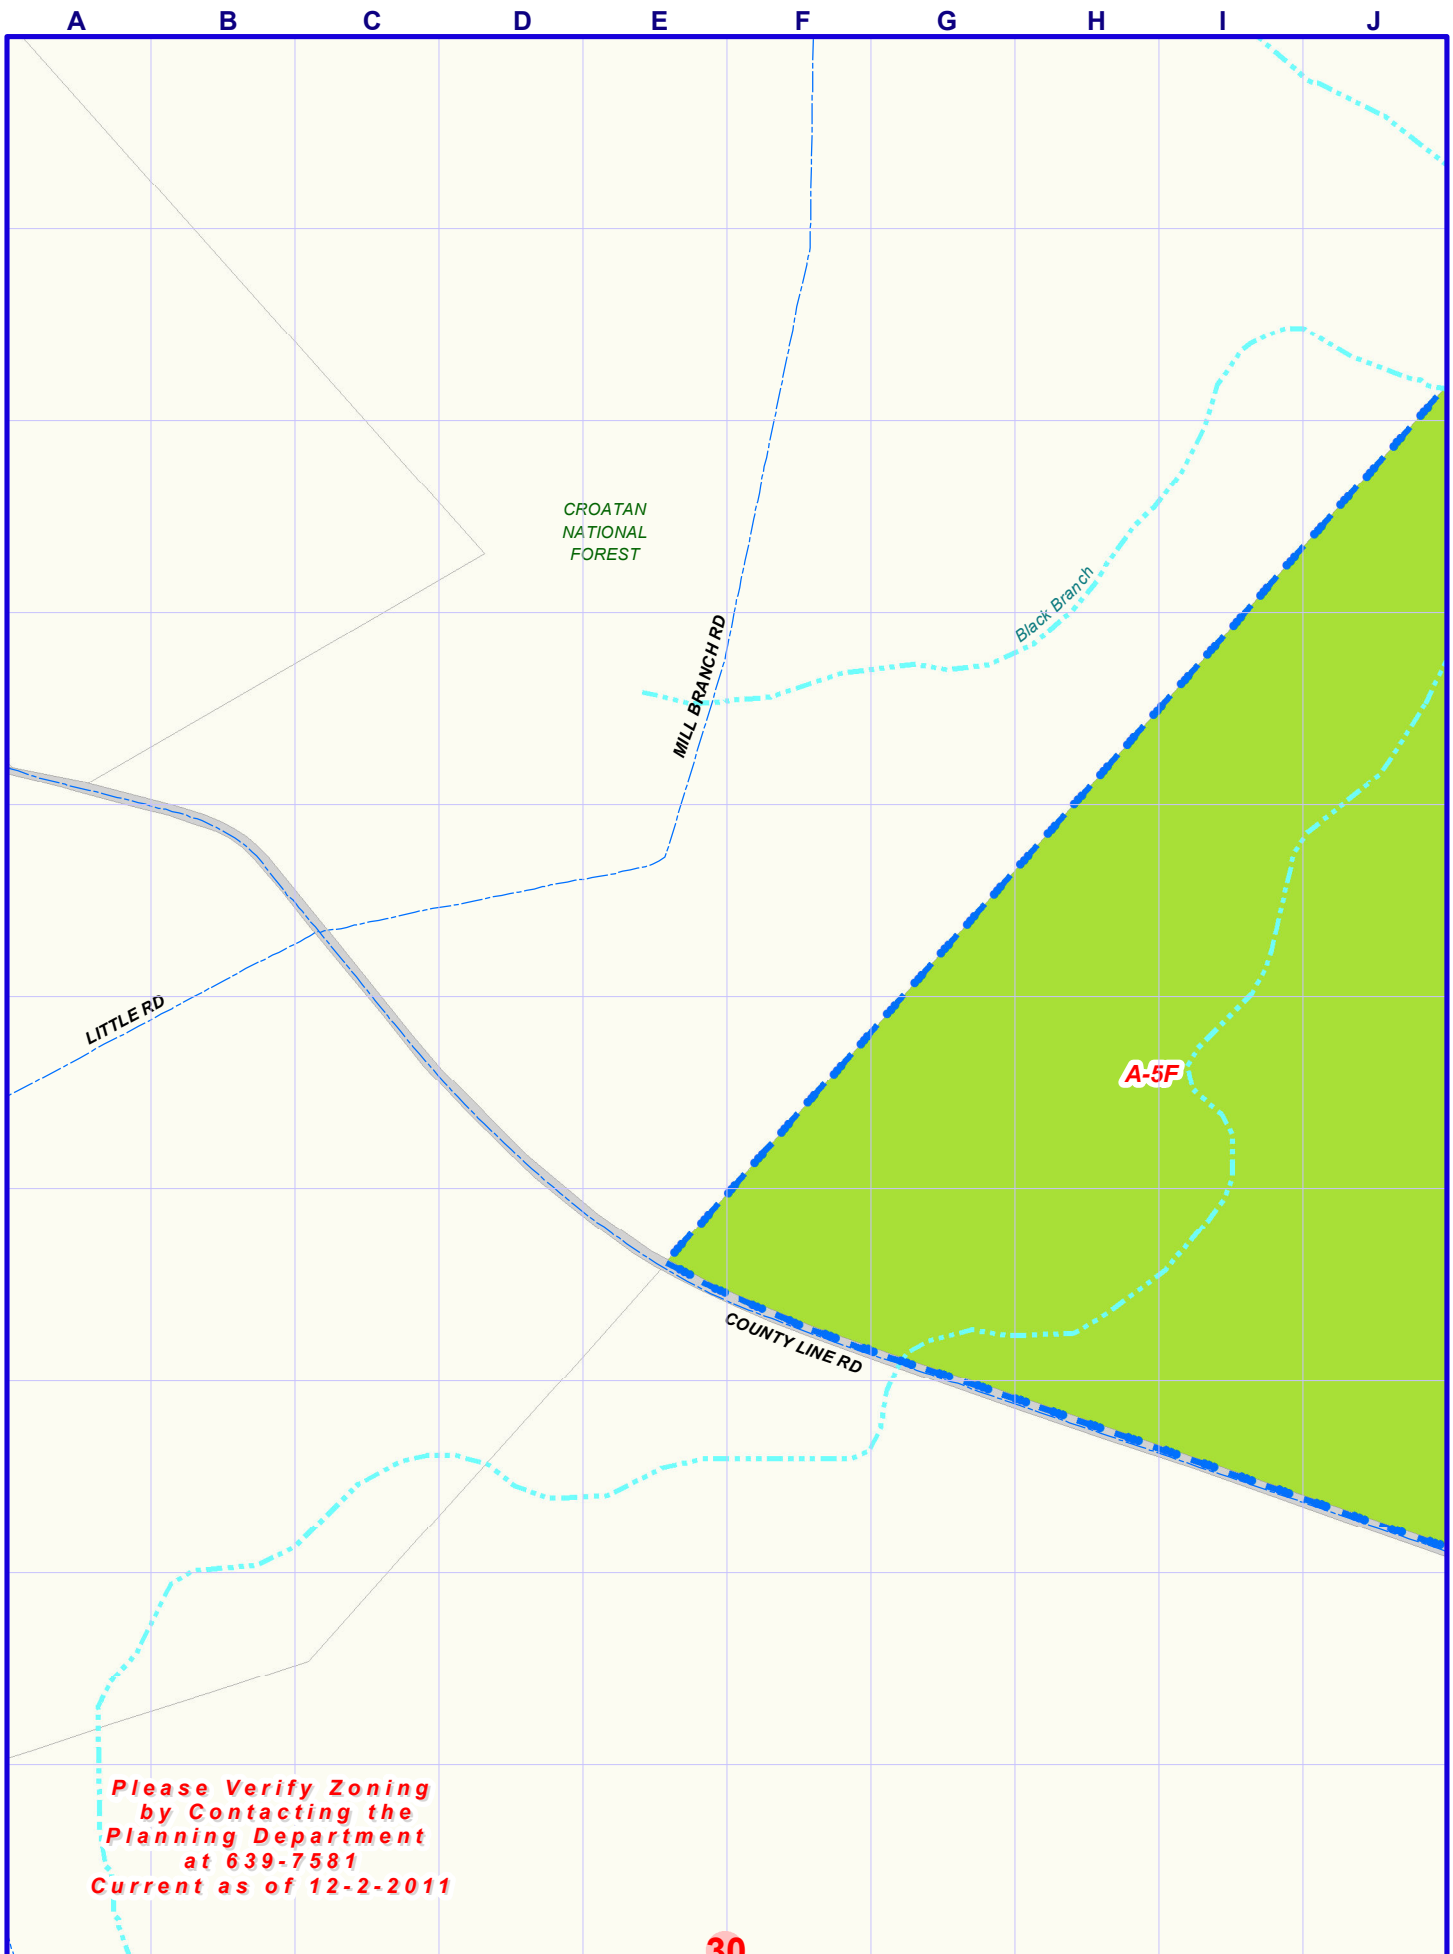 A B C D E F G H I J
CROATAN
NATIONAL
FOREST
Black Branch
MILL BRANCH RD
LITTLE RD
A-5F
COUNTY LINE RD
Please Verify Zoning
by Contacting the
Planning Department
at 639-7581
Current as of 12-2-2011
30